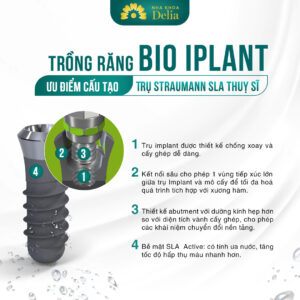 NHA KHOA
Delia
TRỒNG RĂNG BIO IPLANT
ƯU ĐIỂM CẤU TẠO
TRỤ STRAUMANN SLA THUỴ SĨ
1 Trụ implant được thiết kế chống xoay và
cấy ghép dễ dàng.
2 Kết nối sâu cho phép 1 vùng tiếp xúc lớn
giữa trụ Implant và mô cấy để tối đa hoá
quá trình tích hợp với xương hàm.
3 Thiết kế abutment với đường kính hẹp hơn
so với diện tích vành cấy ghép, cho phép
các khái niệm chuyển đổi nền tảng.
4 Bề mặt SLA Active: có tính ưa nước, tăng
tốc độ hấp thụ máu nhanh hơn.
2
3
1
4